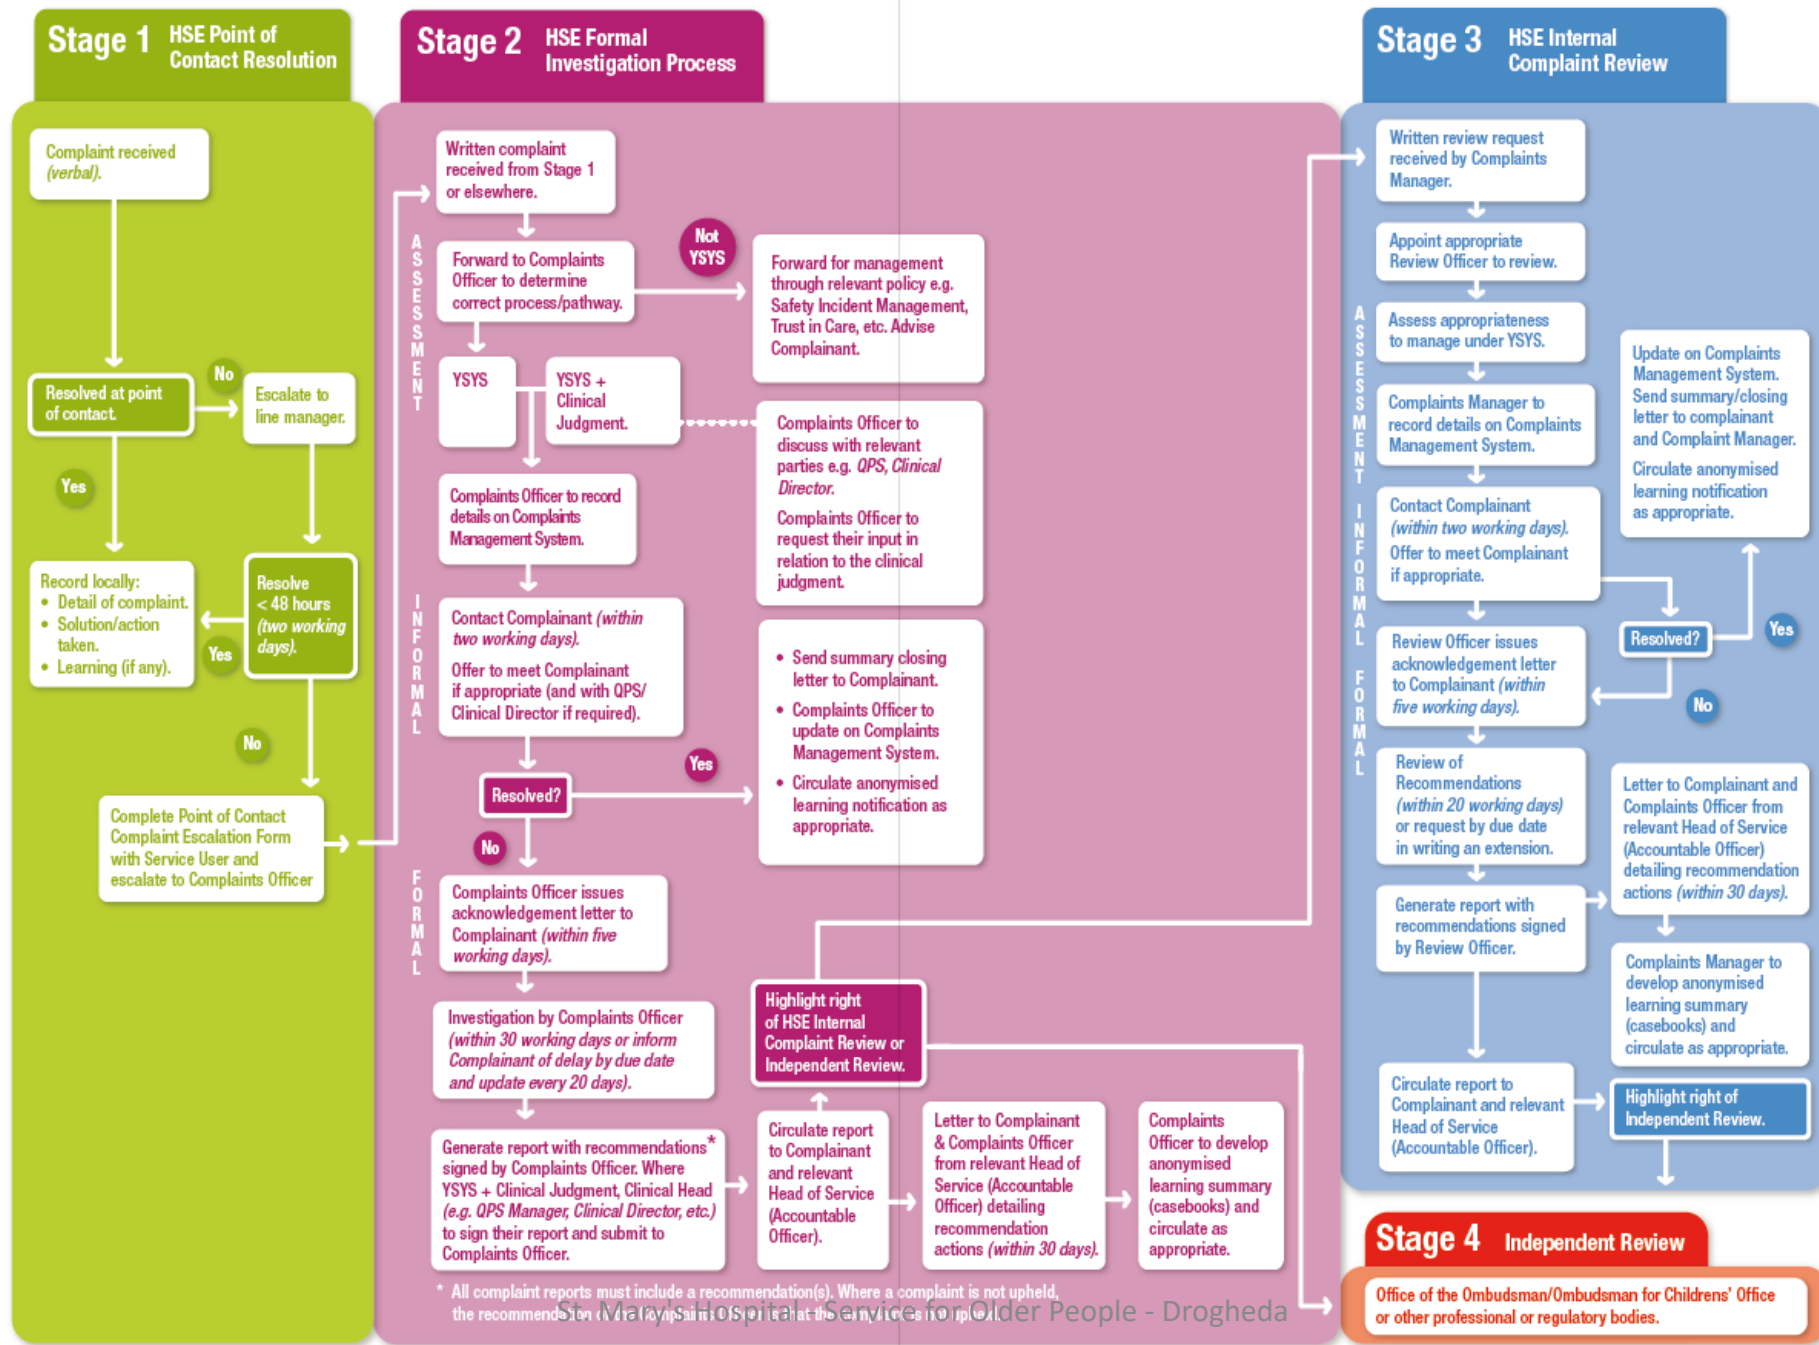 Stage 1
HSE Point of
Contact Resolution
Complaint received
(verbal).
Resolved at point
of contact.
No
Escalate to
line manager.
Yes
Record locally:
• Detail of complaint.
• Solution/action
taken.
• Learning (if any).
Yes
Resolve
< 48 hours
(two working
days).
No
Complete Point of Contact
Complaint Escalation Form
with Service User and
escalate to Complaints Officer
Stage 2
HSE Formal
Investigation Process
ASSESSMENT
Written complaint
received from Stage 1
or elsewhere.
Forward to Complaints
Officer to determine
correct process/pathway.
Not
YSYS
Forward for management
through relevant policy e.g.
Safety Incident Management,
Trust in Care, etc. Advise
Complainant.
YSYS
YSYS +
Clinical
Judgment.
Complaints Officer to
discuss with relevant
parties e.g. QPS, Clinical
Director.
Complaints Officer to
request their input in
relation to the clinical
judgment.
Complaints Officer to record
details on Complaints
Management System.
INFORMAL
Contact Complainant (within
two working days).
Offer to meet Complainant
if appropriate (and with QPS/
Clinical Director if required).
Resolved?
Yes
• Send summary closing
letter to Complainant.
• Complaints Officer to
update on Complaints
Management System.
• Circulate anonymised
learning notification as
appropriate.
No
FORMAL
Complaints Officer issues
acknowledgement letter to
Complainant (within five
working days).
Investigation by Complaints Officer
(within 30 working days or inform
Complainant of delay by due date
and update every 20 days).
Generate report with recommendations*
signed by Complaints Officer. Where
YSYS + Clinical Judgment, Clinical Head
(e.g. QPS Manager, Clinical Director, etc.)
to sign their report and submit to
Complaints Officer.
Highlight right
of HSE Internal
Complaint Review or
Independent Review.
Circulate report
to Complainant
and relevant
Head of Service
(Accountable
Officer).
Letter to Complainant
& Complaints Officer
from relevant Head of
Service (Accountable
Officer) detailing
recommendation
actions (within 30 days).
Complaints
Officer to develop
anonymised
learning summary
(casebooks) and
circulate as
appropriate.
* All complaint reports must include a recommendation(s). Where a complaint is not upheld,
the recommendation of the Complaints Officer is that the complaint is not upheld.
St. Mary's Hospital - Service for Older People - Drogheda
Stage 3
HSE Internal
Complaint Review
Written review request
received by Complaints
Manager.
Appoint appropriate
Review Officer to review.
ASSESSMENT
Assess appropriateness
to manage under YSYS.
Complaints Manager to
record details on Complaints
Management System.
INFORMAL
Contact Complainant
(within two working days).
Offer to meet Complainant
if appropriate.
Update on Complaints
Management System.
Send summary/closing
letter to complainant
and Complaint Manager.
Circulate anonymised
learning notification
as appropriate.
Resolved?
Yes
No
FORMAL
Review Officer issues
acknowledgement letter
to Complainant (within
five working days).
Review of
Recommendations
(within 20 working days)
or request by due date
in writing an extension.
Generate report with
recommendations signed
by Review Officer.
Letter to Complainant and
Complaints Officer from
relevant Head of Service
(Accountable Officer)
detailing recommendation
actions (within 30 days).
Complaints Manager to
develop anonymised
learning summary
(casebooks) and
circulate as appropriate.
Circulate report to
Complainant and relevant
Head of Service
(Accountable Officer).
Highlight right of
Independent Review.
Stage 4
Independent Review
Office of the Ombudsman/Ombudsman for Childrens' Office
or other professional or regulatory bodies.